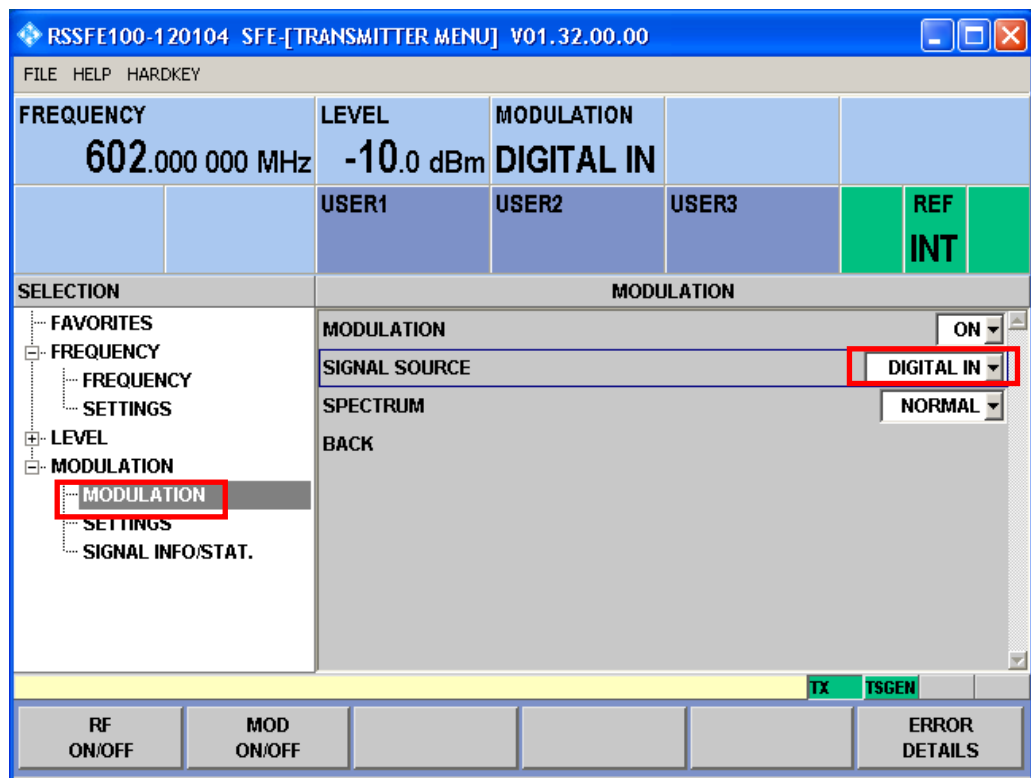 RSSFE100-120104 SFE-[TRANSMITTER MENU] V01.32.00.00
FILE HELP HARDKEY
FREQUENCY LEVEL MODULATION
602.000 000 MHz -10.0 dBm DIGITAL IN
USER1 USER2 USER3 REF
INT
SELECTION
FAVORITES
FREQUENCY
FREQUENCY
SETTINGS
LEVEL
MODULATION
MODULATION
SETTINGS
SIGNAL INFO/STAT.
MODULATION
MODULATION ON
SIGNAL SOURCE DIGITAL IN
SPECTRUM NORMAL
BACK
TX TSGEN
RF ON/OFF
MOD ON/OFF
ERROR DETAILS